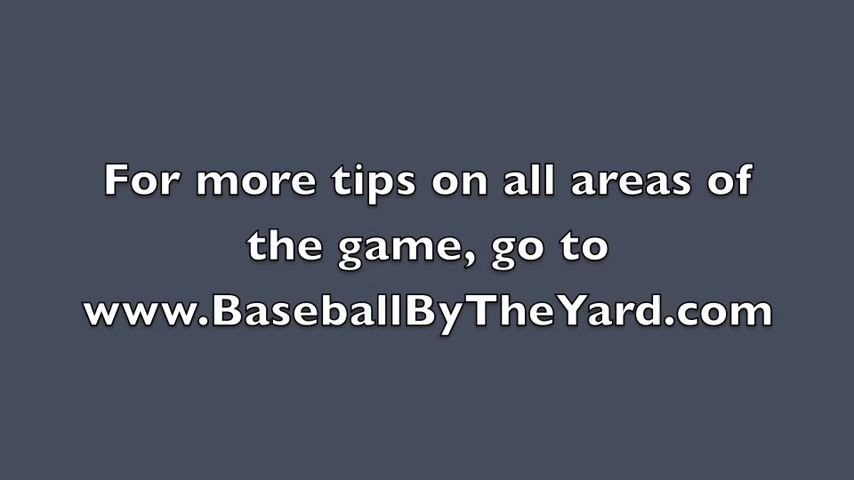 For more tips on all areas of
the game, go to
www.BaseballByTheYard.com